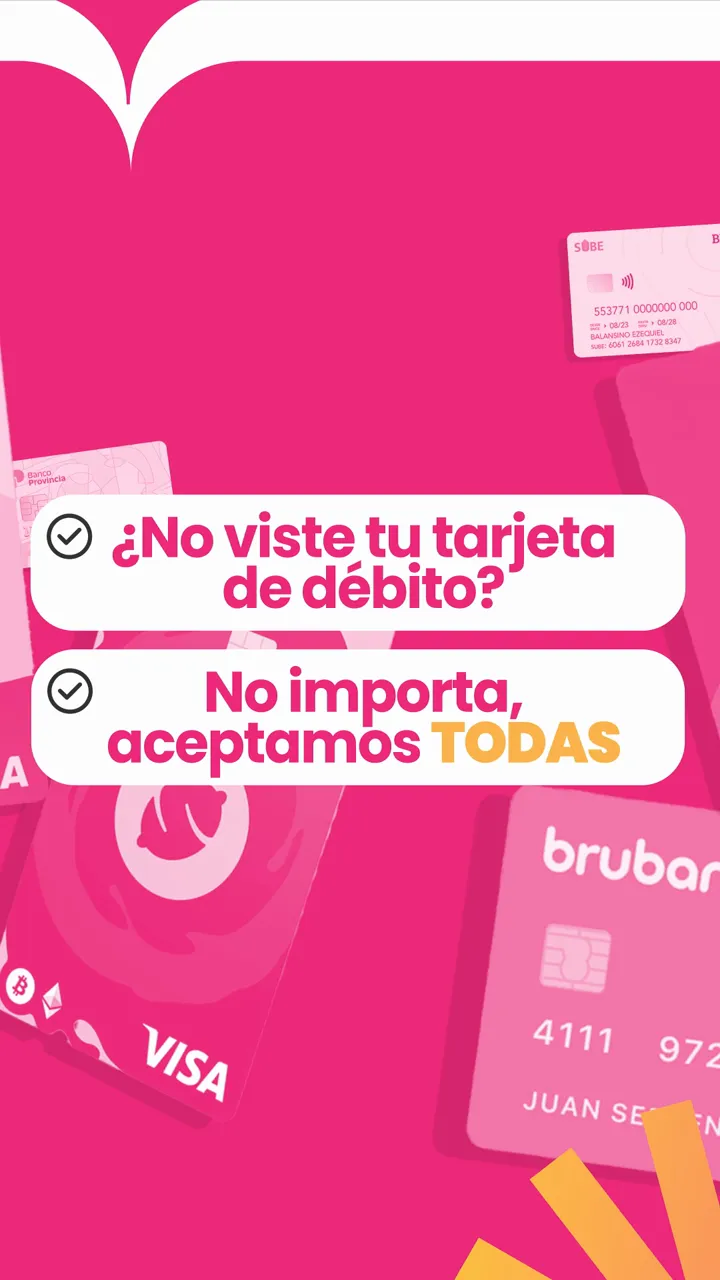 SUBE
B
553771 0000000 000
08/23
08/28
BALANSINO EZEQUIEL
SUBE: 6061 2684 1732 8347
Banco
Provincia
¿No viste tu tarjeta
de débito?
No importa,
aceptamos TODAS
A
VISA
bruban
4111 972
JUAN SE
EN